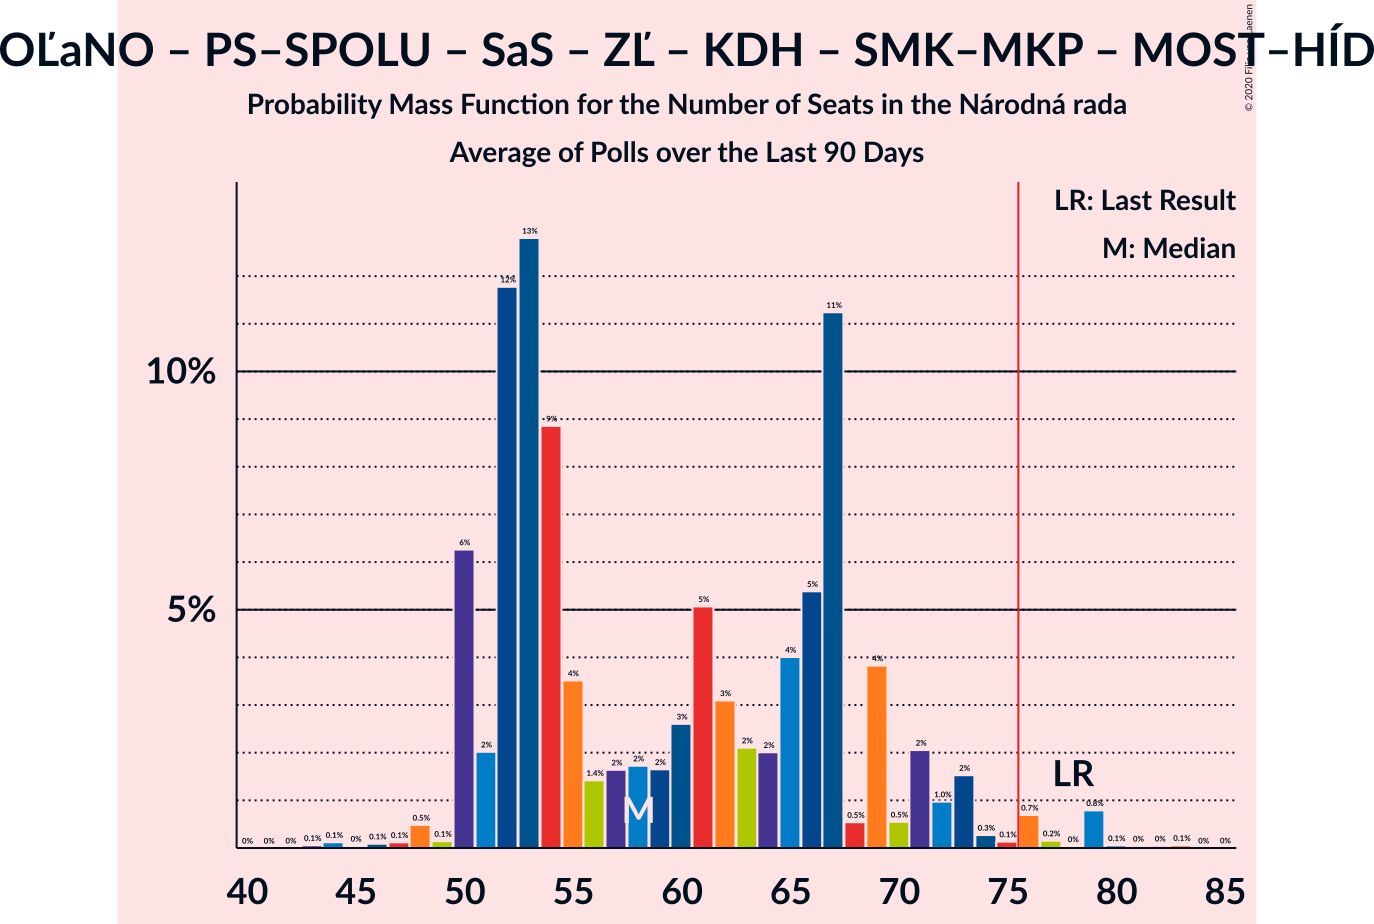 OĽaNO – PS–SPOLU – SaS – ZĽ – KDH – SMK–MKP – MOST–HÍD
Probability Mass Function for the Number of Seats in the Národná rada
Average of Polls over the Last 90 Days
© 2020
LR: Last Result
M: Median
10%
5%
0% 0% 0% 0.1% 0.1% 0% 0.1% 0.1% 0.5% 0.1% 6% 2% 12% 13% 9% 4% 1.4% 2% 2% 2% 3% 5% 3% 2% 2% 4% 5% 11% 0.5% 4% 0.5% 2% 1.0% 2% 0.3% 0.1% 0.7% 0.2% 0% 0.8% 0.1% 0% 0% 0.1% 0% 0%
M
LR
40 45 50 55 60 65 70 75 80 85